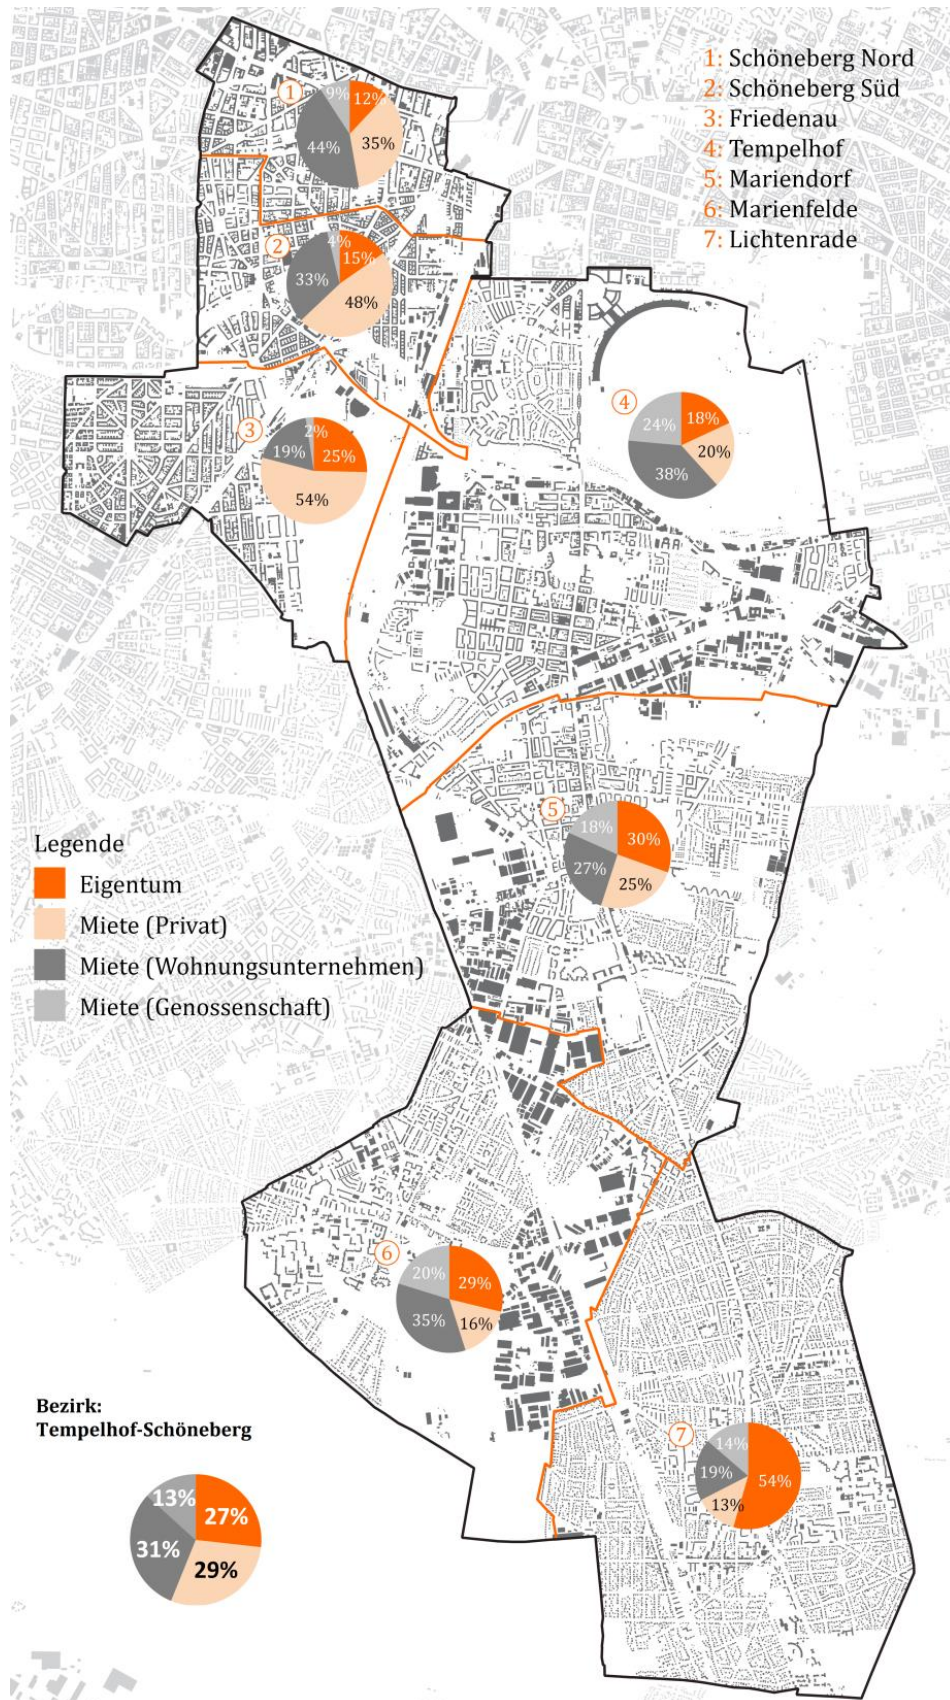 1: Schöneberg Nord
2: Schöneberg Süd
3: Friedenau
4: Tempelhof
5: Mariendorf
6: Marienfelde
7: Lichtenrade
1
9%
12%
44%
35%
2
4%
15%
33%
48%
3
2%
19%
25%
54%
4
24%
18%
20%
38%
5
18%
30%
27%
25%
Legende
Eigentum
Miete (Privat)
Miete (Wohnungsunternehmen)
Miete (Genossenschaft)
6
20%
29%
35%
16%
Bezirk:
Tempelhof-Schöneberg
13%
27%
31%
29%
7
14%
19%
54%
13%